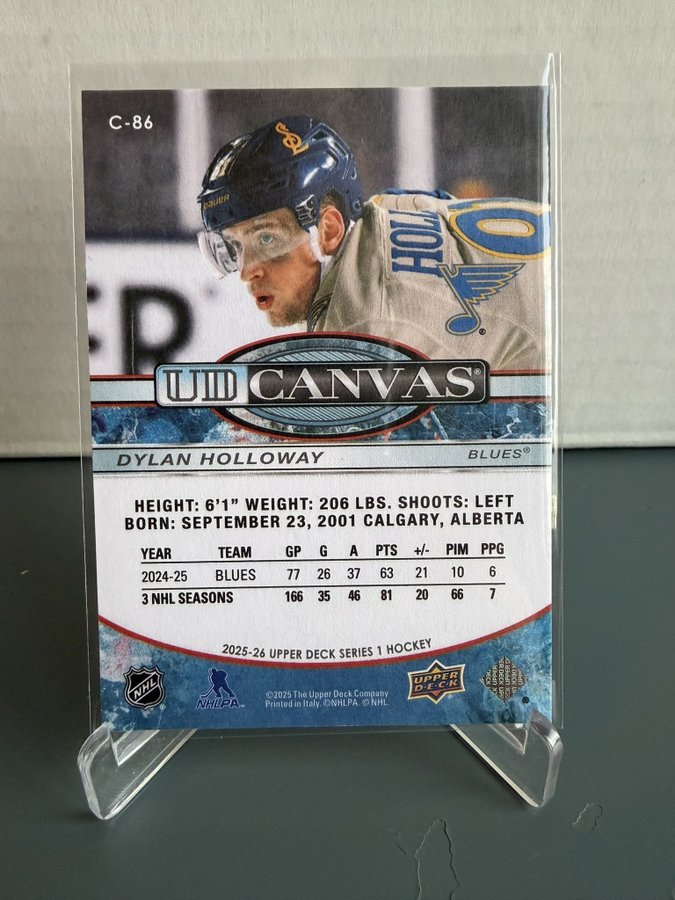 C-86
BAUER
HOLL
ER
UD CANVAS®
DYLAN HOLLOWAY BLUES®
HEIGHT: 6'1" WEIGHT: 206 LBS. SHOOTS: LEFT
BORN: SEPTEMBER 23, 2001 CALGARY, ALBERTA
YEAR TEAM GP G A PTS +/- PIM PPG
2024-25 BLUES 77 26 37 63 21 10 6
3 NHL SEASONS 166 35 46 81 20 66 7
2025-26 UPPER DECK SERIES 1 HOCKEY
NHL
NHLPA
©2025 The Upper Deck Company
Printed in Italy. ©NHLPA. © NHL.
UPPER
DECK